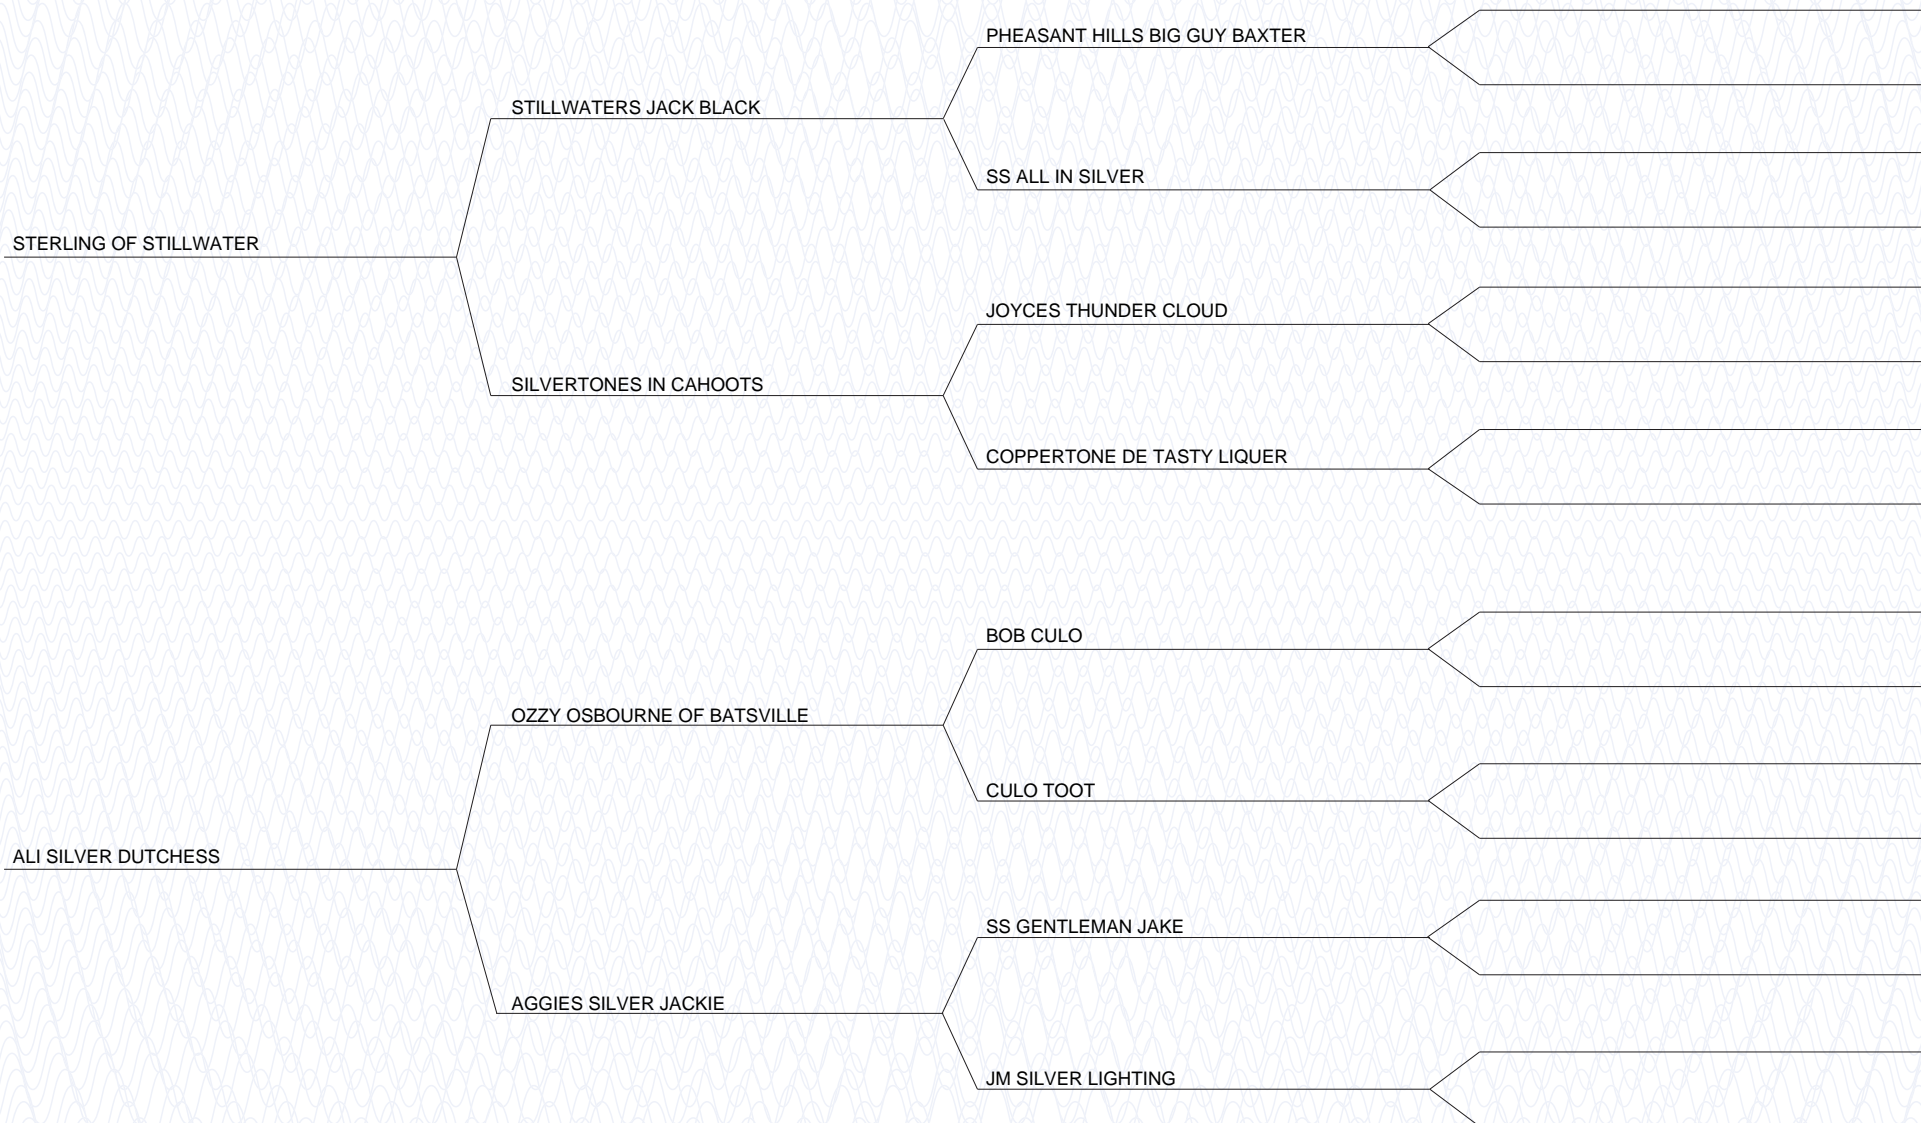 PHEASANT HILLS BIG GUY BAXTER
STILLWATERS JACK BLACK
SS ALL IN SILVER
STERLING OF STILLWATER
JOYCES THUNDER CLOUD
SILVERTONES IN CAHOOTS
COPPERTONE DE TASTY LIQUER
BOB CULO
OZZY OSBOURNE OF BATSVILLE
CULO TOOT
ALI SILVER DUTCHESS
SS GENTLEMAN JAKE
AGGIES SILVER JACKIE
JM SILVER LIGHTING